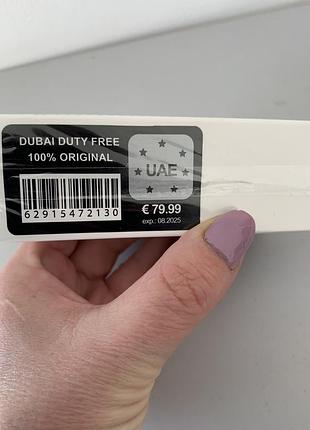 DUBAI DUTY FREE
100% ORIGINAL
UAE
62915472130
€ 79.99
exp.: 08.2025